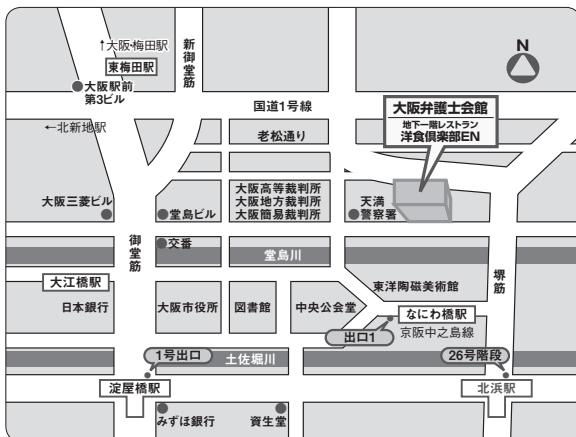 ↑大阪・梅田駅
東梅田駅
大阪駅前
第3ビル
←北新地駅
新御堂筋
国道1号線
老松通り
N
大阪弁護士会館
地下一階レストラン
洋食倶楽部EN
大阪三菱ビル
堂島ビル
大阪高等裁判所
大阪地方裁判所
大阪簡易裁判所
天満
警察署
御堂筋
交番
堂島川
堺筋
大江橋駅
東洋陶磁美術館
日本銀行
大阪市役所
図書館
中央公会堂
なにわ橋駅
出口1
京阪中之島線
1号出口
土佐堀川
26号階段
淀屋橋駅
北浜駅
みずほ銀行
資生堂